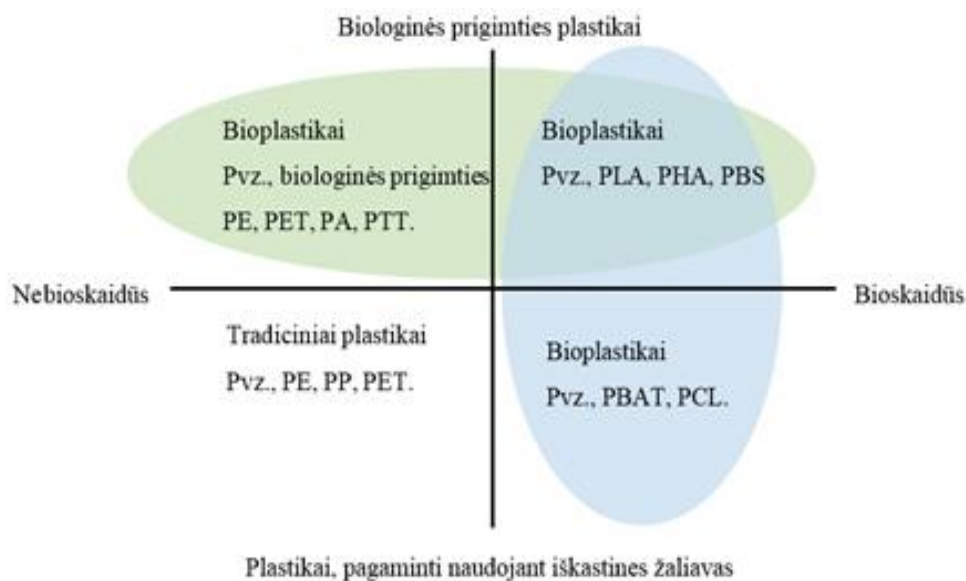 Biologinės prigimties plastikai
Bioplastikai
Pvz., biologinės prigimties
PE, PET, PA, PTT.
Bioplastikai
Pvz., PLA, PHA, PBS
Nebioskaidūs
Bioskaidūs
Tradiciniai plastikai
Pvz., PE, PP, PET.
Bioplastikai
Pvz., PBAT, PCL.
Plastikai, pagaminti naudojant iškastines žaliavas